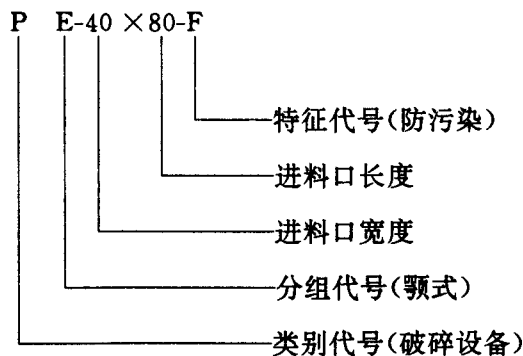 P E-40×80-F
特征代号(防污染)
进料口长度
进料口宽度
分组代号(颚式)
类别代号(破碎设备)